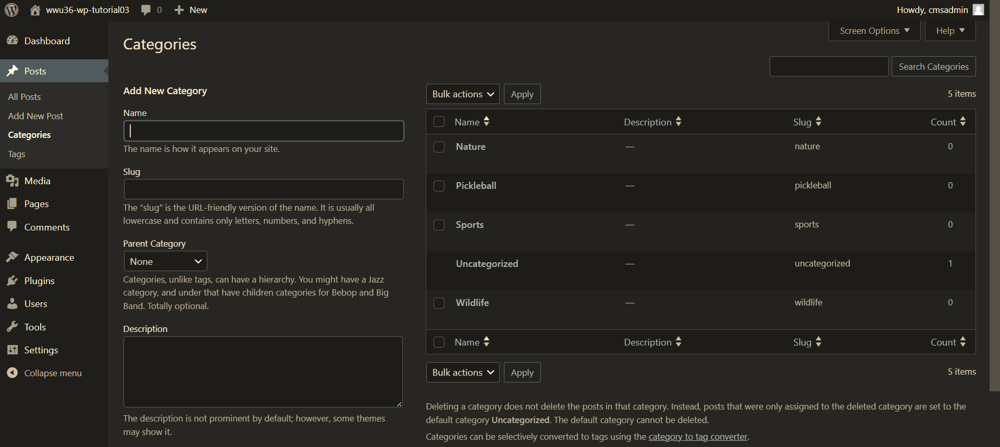 wwu36-wp-tutorial03 0 New Howdy, cmsadmin
Dashboard
Posts
All Posts
Add New Post
Categories
Tags
Media
Pages
Comments
Appearance
Plugins
Users
Tools
Settings
Collapse menu
Screen Options Help
Categories
Search Categories
Add New Category
Name
The name is how it appears on your site.
Slug
The “slug” is the URL-friendly version of the name. It is usually all
lowercase and contains only letters, numbers, and hyphens.
Parent Category
None
Categories, unlike tags, can have a hierarchy. You might have a Jazz
category, and under that have children categories for Bebop and Big
Band. Totally optional.
Description
The description is not prominent by default; however, some themes
may show it.
Bulk actions Apply 5 items
Name Description Slug Count
Nature — nature 0
Pickleball — pickleball 0
Sports — sports 0
Uncategorized — uncategorized 1
Wildlife — wildlife 0
Name Description Slug Count
Bulk actions Apply 5 items
Deleting a category does not delete the posts in that category. Instead, posts that were only assigned to the deleted category are set to the
default category Uncategorized. The default category cannot be deleted.
Categories can be selectively converted to tags using the category to tag converter.